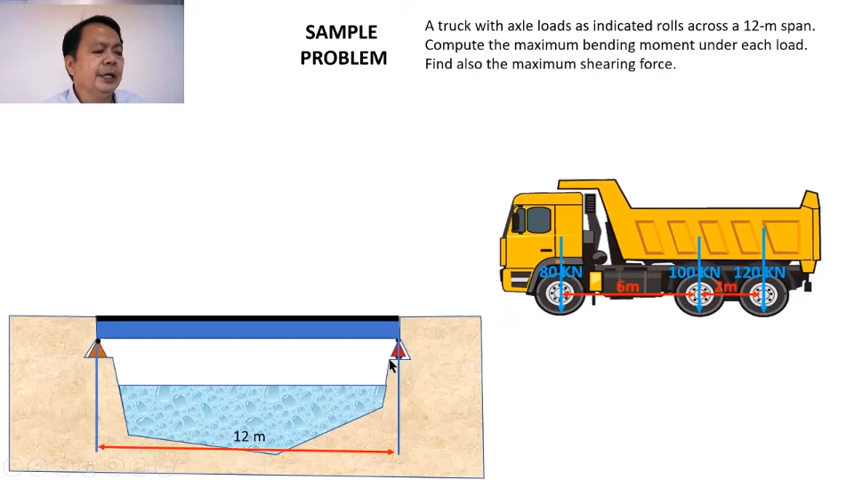 SAMPLE
PROBLEM
A truck with axle loads as indicated rolls across a 12-m span.
Compute the maximum bending moment under each load.
Find also the maximum shearing force.
80 KN
100 KN
120 KN
6m
2m
12 m